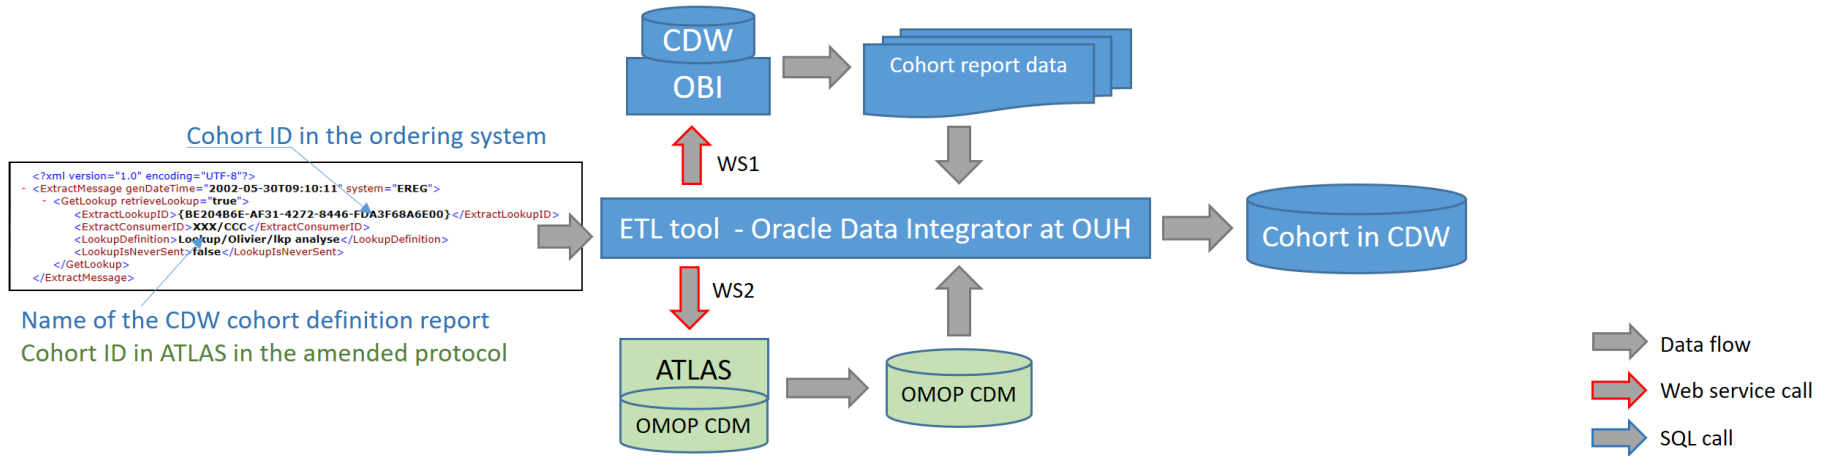 CDW
OBI
Cohort report data
Cohort ID in the ordering system
WS1
<?xml version="1.0" encoding="UTF-8"?>
- <ExtractMessage genDateTime="2002-05-30T09:10:11" system="EREG">
- <GetLookup retrieveLookup="true">
<ExtractLookupID>{BE204B6E-AF31-4272-8446-FDA3F68A6E00}</ExtractLookupID>
<ExtractConsumerID>XXX/CCC</ExtractConsumerID>
<LookupDefinition>Lookup/Olivier/lkp analyse</LookupDefinition>
<LookupIsNeverSent>false</LookupIsNeverSent>
</GetLookup>
</ExtractMessage>
ETL tool - Oracle Data Integrator at OUH
Cohort in CDW
WS2
Name of the CDW cohort definition report
Cohort ID in ATLAS in the amended protocol
ATLAS
OMOP CDM
OMOP CDM
Data flow
Web service call
SQL call